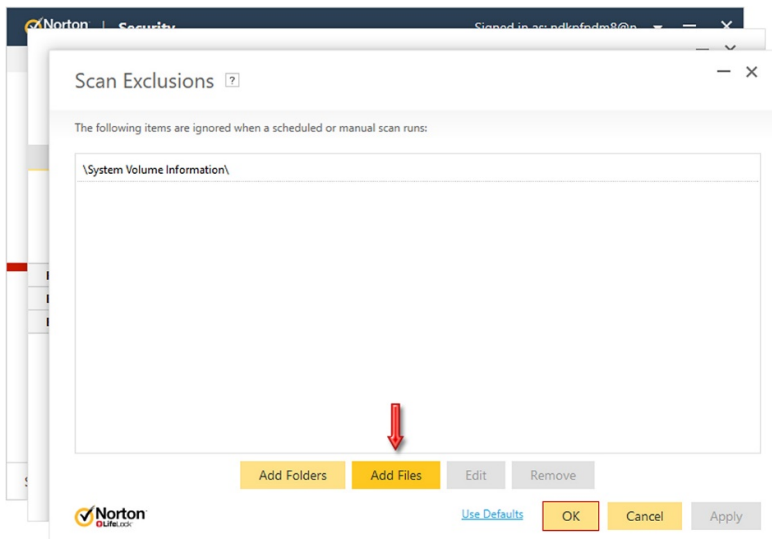 Norton | Security
Scan Exclusions ?
The following items are ignored when a scheduled or manual scan runs:
\System Volume Information\
Add Folders Add Files Edit Remove
Norton
LifeLock
Use Defaults OK Cancel Apply